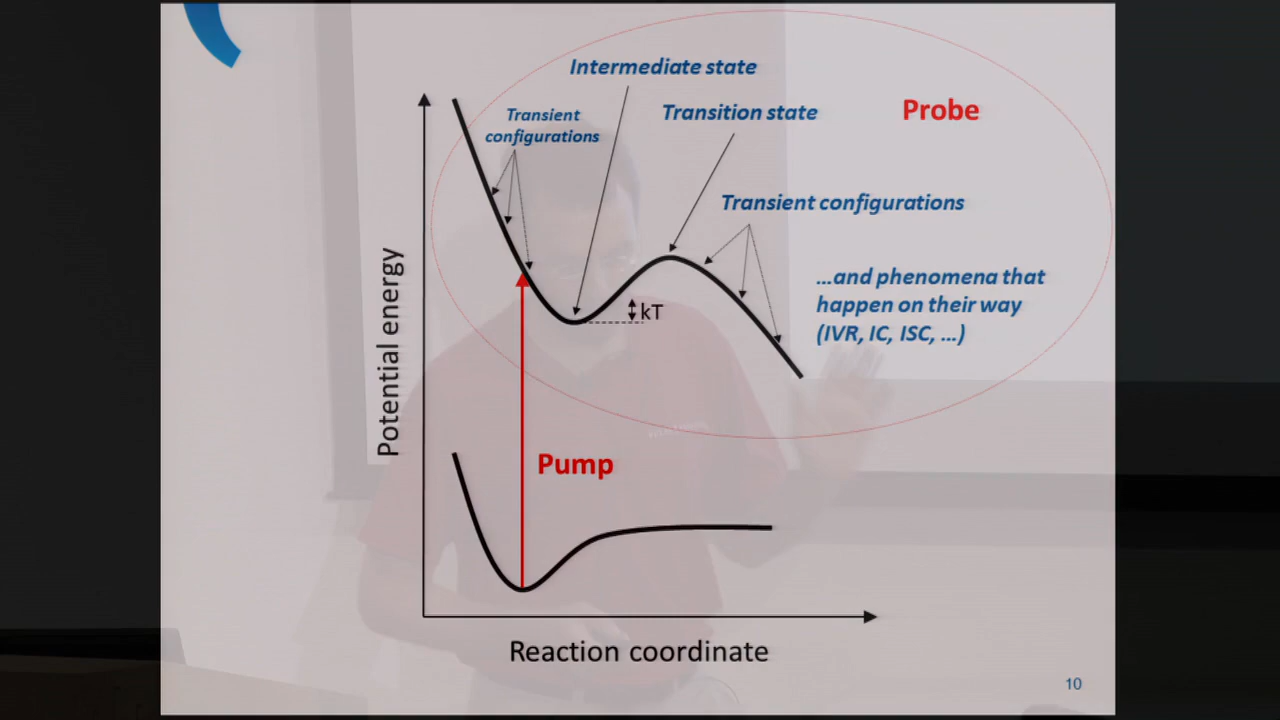 Intermediate state
Transient
configurations
Transition state
Probe
Transient configurations
...and phenomena that
happen on their way
(IVR, IC, ISC, ...)
kT
Potential energy
Pump
Reaction coordinate
10